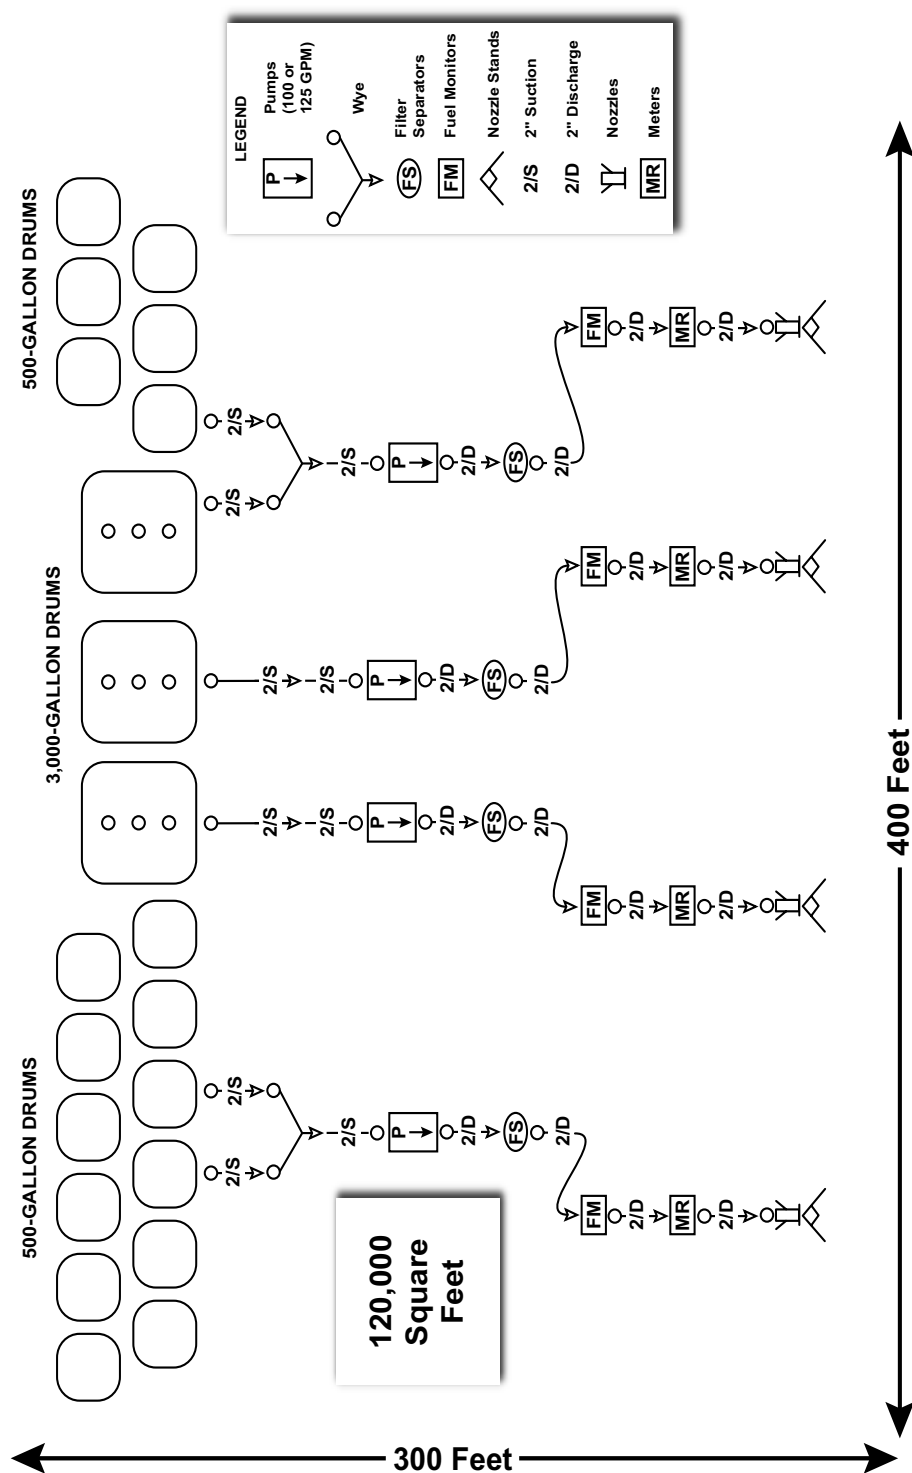 LEGEND
P
Pumps
(100 or
125 GPM)
Wye
FS
Filter
Separators
FM
Fuel Monitors
Nozzle Stands
2/S
2" Suction
2/D
2" Discharge
Nozzles
MR
Meters
500-GALLON DRUMS
3,000-GALLON DRUMS
500-GALLON DRUMS
2/S
2/S
2/S
P
2/D
FS
2/D
FM
2/D
MR
2/D
2/S
2/S
P
2/D
FS
2/D
FM
2/D
MR
2/D
2/S
2/S
P
2/D
FS
2/D
FM
2/D
MR
2/D
2/S
2/S
2/S
P
2/D
FS
2/D
FM
2/D
MR
2/D
120,000
Square
Feet
400 Feet
300 Feet